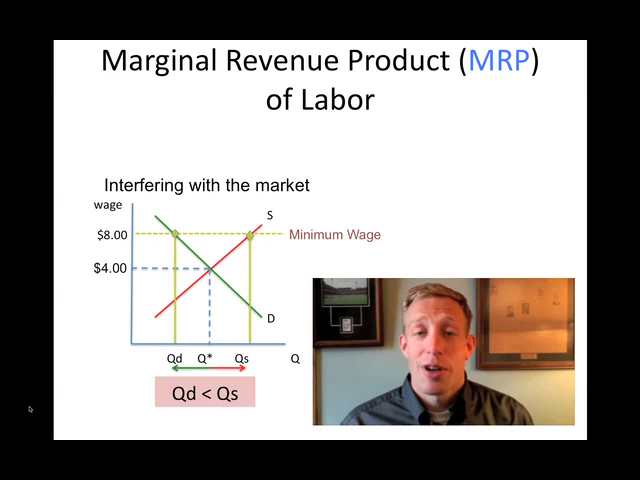 Marginal Revenue Product (MRP)
of Labor
Interfering with the market
wage
S
$8.00
Minimum Wage
$4.00
D
Qd Q* Qs Q
Qd < Qs